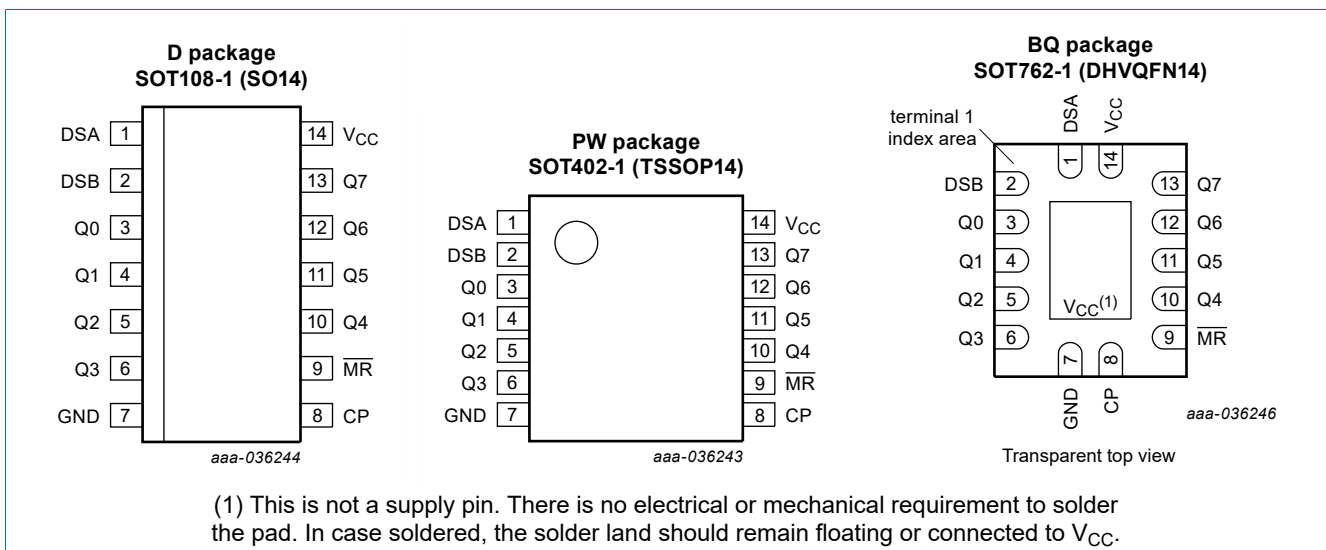 D package
SOT108-1 (SO14)
DSA 1 14 VCC
DSB 2 13 Q7
Q0 3 12 Q6
Q1 4 11 Q5
Q2 5 10 Q4
Q3 6 9 M̅R̅
GND 7 8 CP
aaa-036244
PW package
SOT402-1 (TSSOP14)
DSA 1 14 VCC
DSB 2 13 Q7
Q0 3 12 Q6
Q1 4 11 Q5
Q2 5 10 Q4
Q3 6 9 M̅R̅
GND 7 8 CP
aaa-036243
BQ package
SOT762-1 (DHVQFN14)
terminal 1
index area
DSA VCC
1 14
DSB 2 13 Q7
Q0 3 12 Q6
Q1 4 11 Q5
Q2 5 10 Q4
VCC(1)
Q3 6 9 M̅R̅
7 8
GND CP
aaa-036246
Transparent top view
(1) This is not a supply pin. There is no electrical or mechanical requirement to solder
the pad. In case soldered, the solder land should remain floating or connected to VCC.